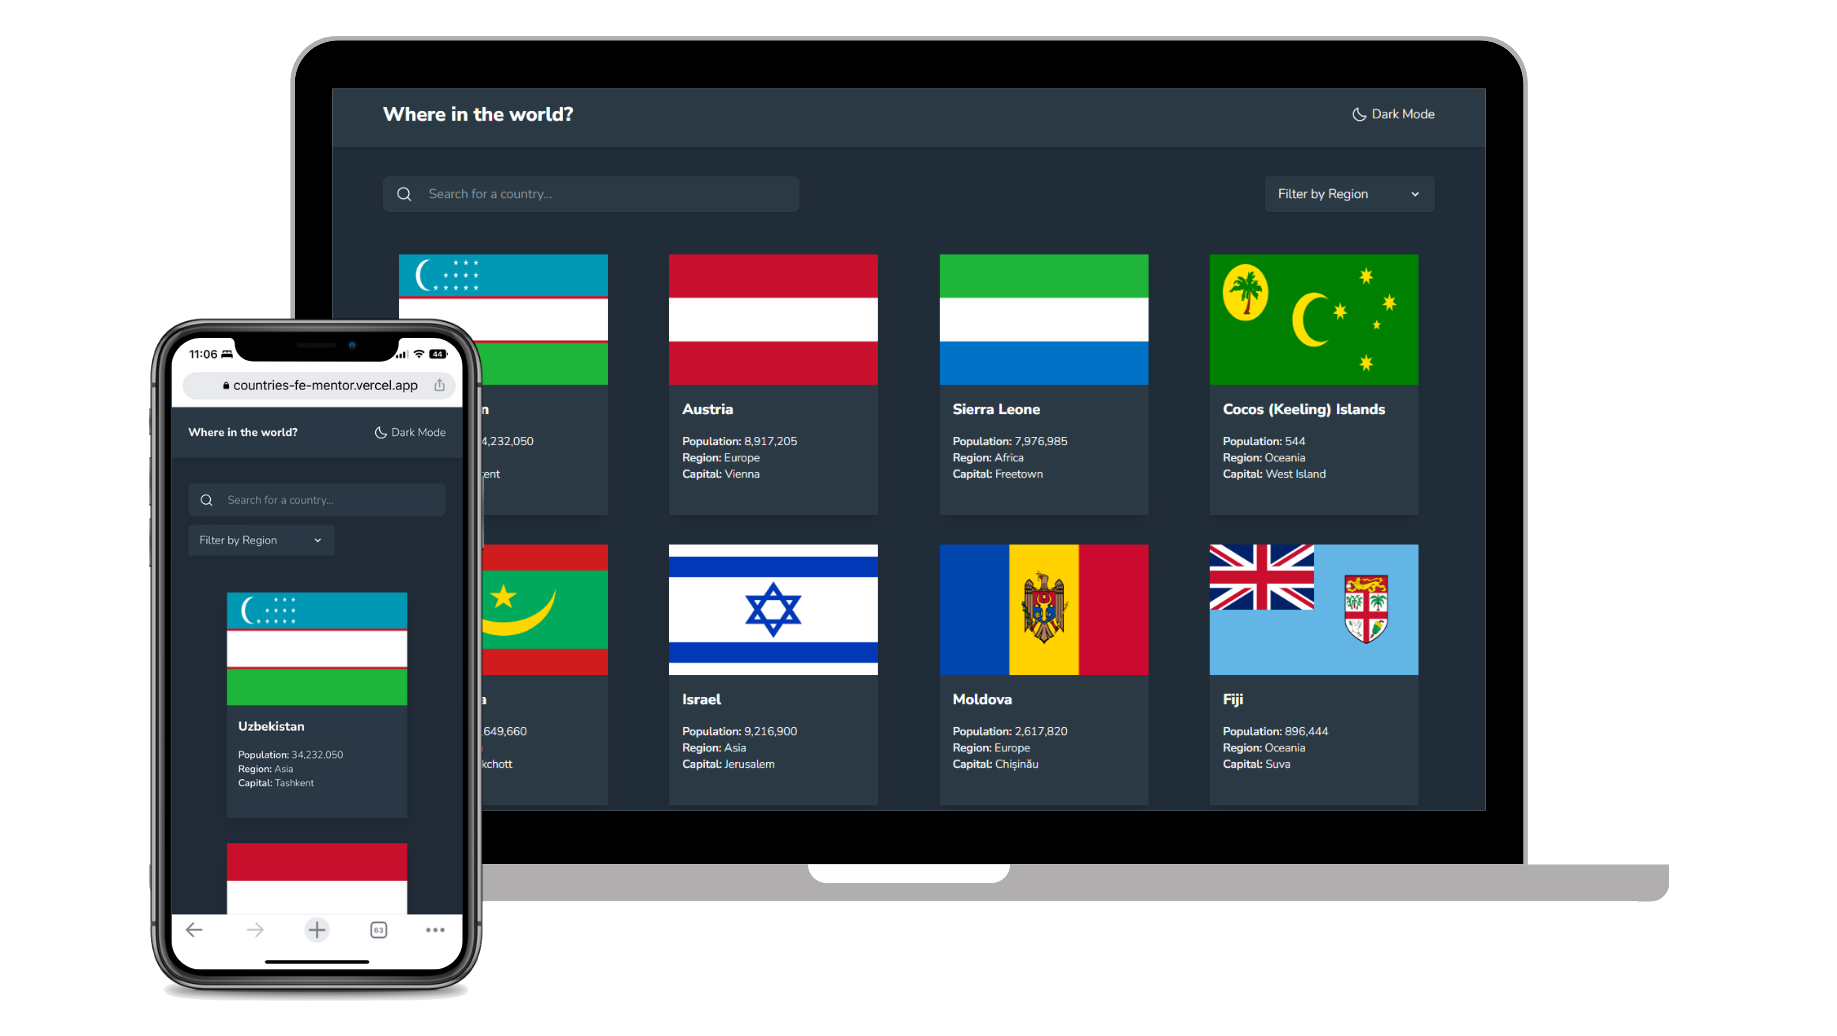 Where in the world?
Dark Mode
Search for a country...
Filter by Region
n
4,232,050
ent
Austria
Population: 8,917,205
Region: Europe
Capital: Vienna
Sierra Leone
Population: 7,976,985
Region: Africa
Capital: Freetown
Cocos (Keeling) Islands
Population: 544
Region: Oceania
Capital: West Island
a
649,660
kchott
Israel
Population: 9,216,900
Region: Asia
Capital: Jerusalem
Moldova
Population: 2,617,820
Region: Europe
Capital: Chișinău
Fiji
Population: 896,444
Region: Oceania
Capital: Suva
11:06
44
countries-fe-mentor.vercel.app
Where in the world?
Dark Mode
Search for a country...
Filter by Region
Uzbekistan
Population: 34,232,050
Region: Asia
Capital: Tashkent
63